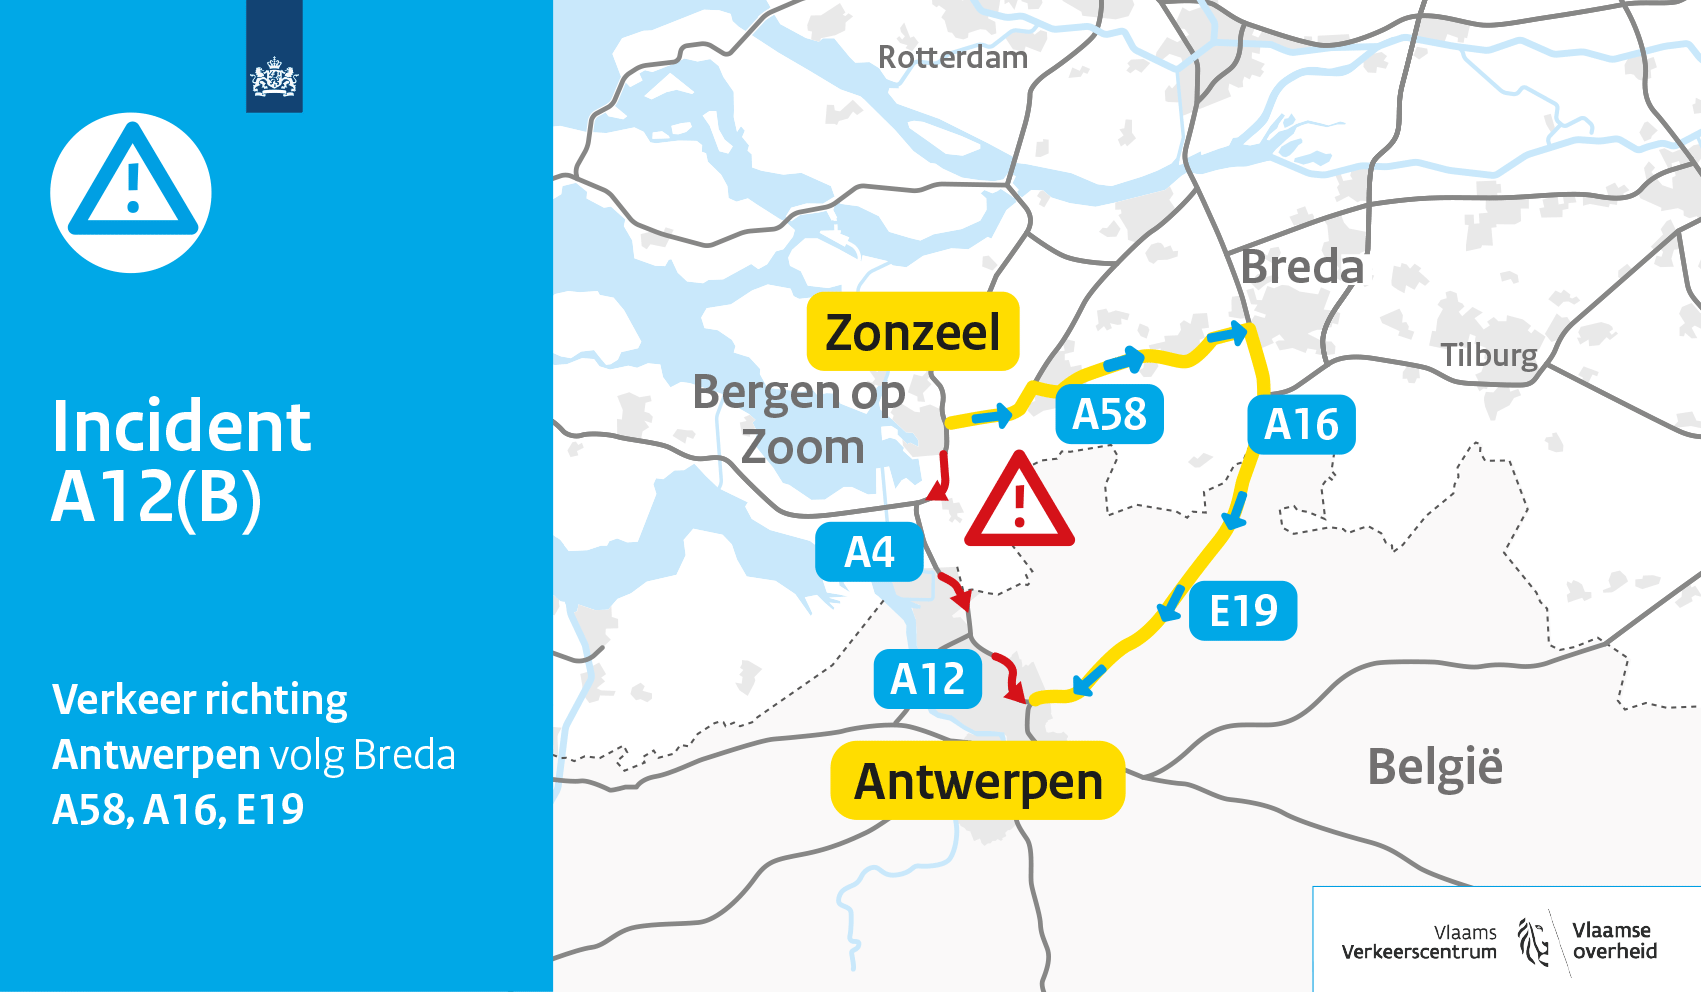 Incident
A12(B)
Verkeer richting
Antwerpen volg Breda
A58, A16, E19
Rotterdam
Breda
Zonzeel
Tilburg
Bergen op
Zoom
A58
A16
A4
E19
A12
Antwerpen
België
Vlaams
Verkeerscentrum
Vlaamse
overheid